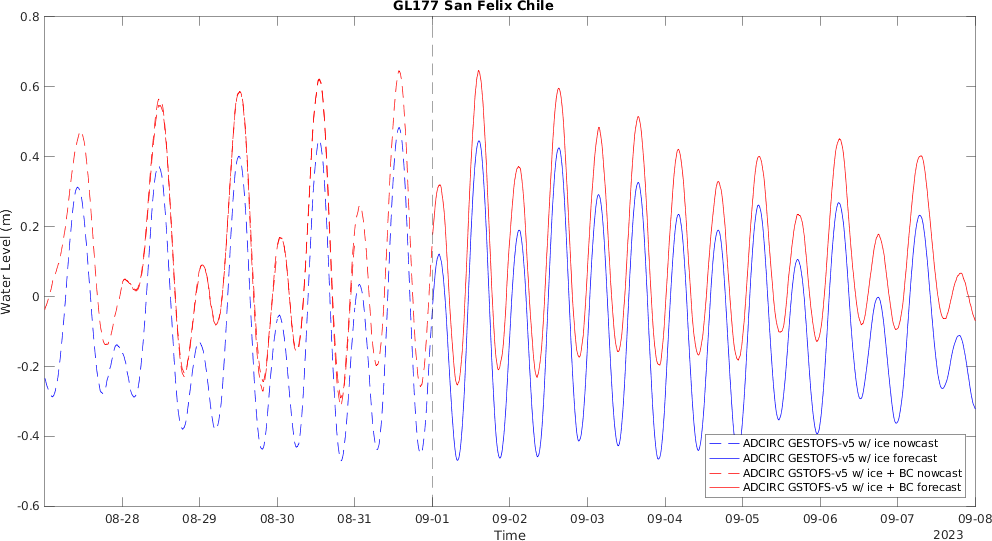 GL177 San Felix Chile
0.8
0.6
0.4
0.2
0
-0.2
-0.4
-0.6
Water Level (m)
ADCIRC GESTOFS-v5 w/ ice nowcast
ADCIRC GESTOFS-v5 w/ ice forecast
ADCIRC GSTOFS-v5 w/ ice + BC nowcast
ADCIRC GSTOFS-v5 w/ ice + BC forecast
08-28 08-29 08-30 08-31 09-01 09-02 09-03 09-04 09-05 09-06 09-07 09-08
Time
2023